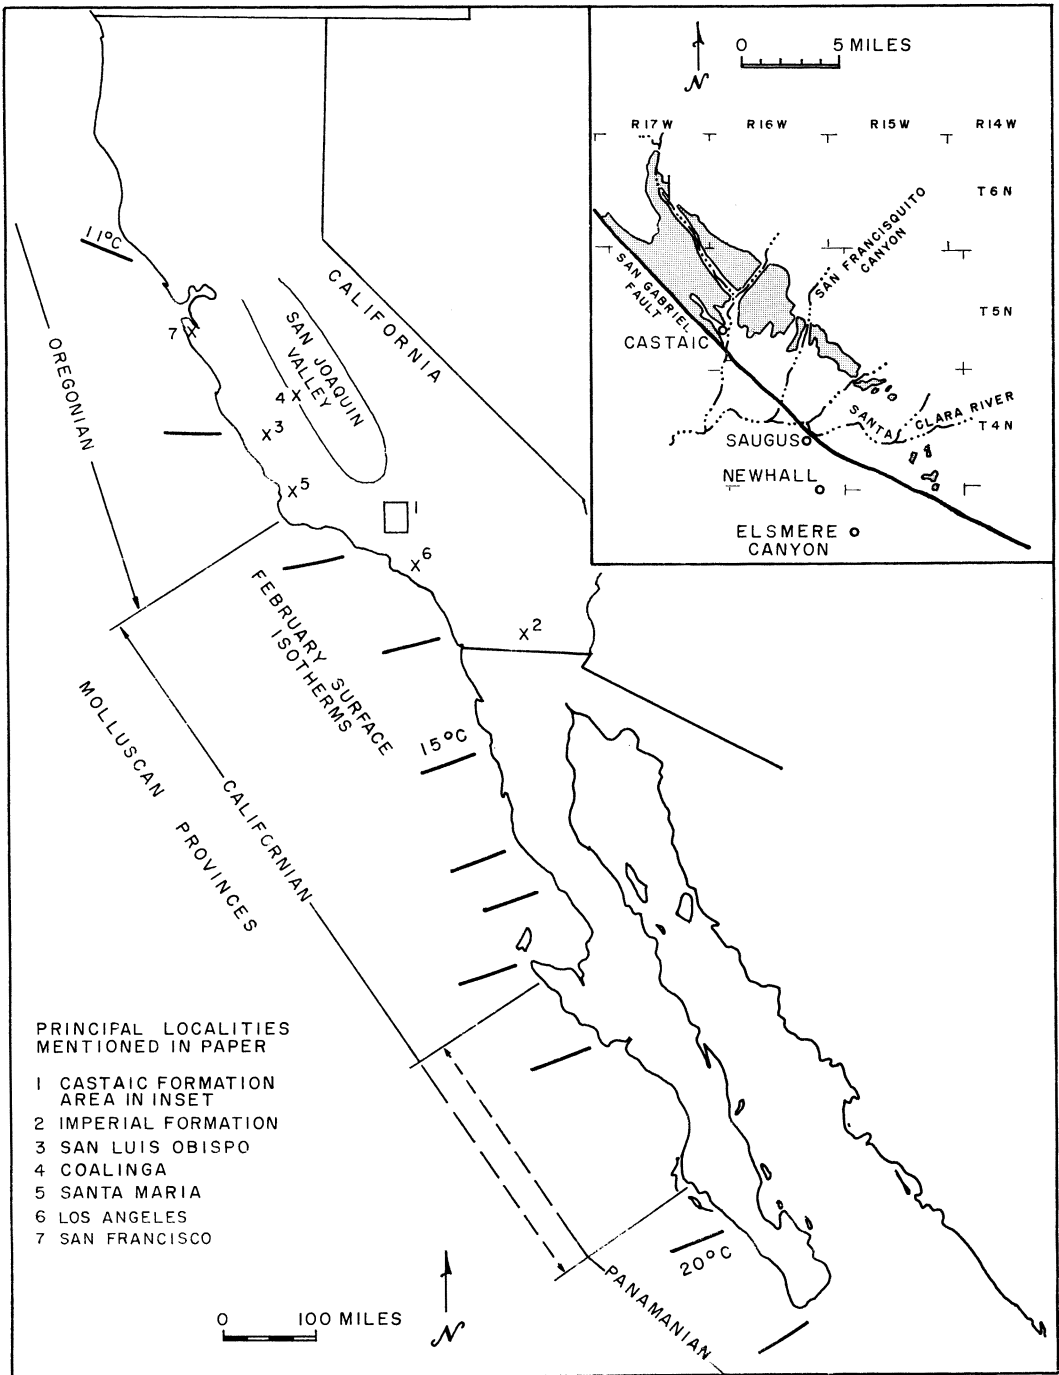 0 5 MILES
N
R17W R16W R15W R14W
T6N
SAN FRANCISQUITO
CANYON
SAN GABRIEL
FAULT
T5N
CASTAIC
SANTA CLARA RIVER
T4N
SAUGUS
NEWHALL
ELSMERE
CANYON
11°C
CALIFORNIA
SAN JOAQUIN
VALLEY
OREGONIAN
7
4
3
5
1
6
2
FEBRUARY SURFACE
ISOTHERMS
15°C
MOLLUSCAN PROVINCES
CALIFORNIAN
PRINCIPAL LOCALITIES
MENTIONED IN PAPER
1 CASTAIC FORMATION
AREA IN INSET
2 IMPERIAL FORMATION
3 SAN LUIS OBISPO
4 COALINGA
5 SANTA MARIA
6 LOS ANGELES
7 SAN FRANCISCO
20°C
PANAMANIAN
0 100 MILES
N